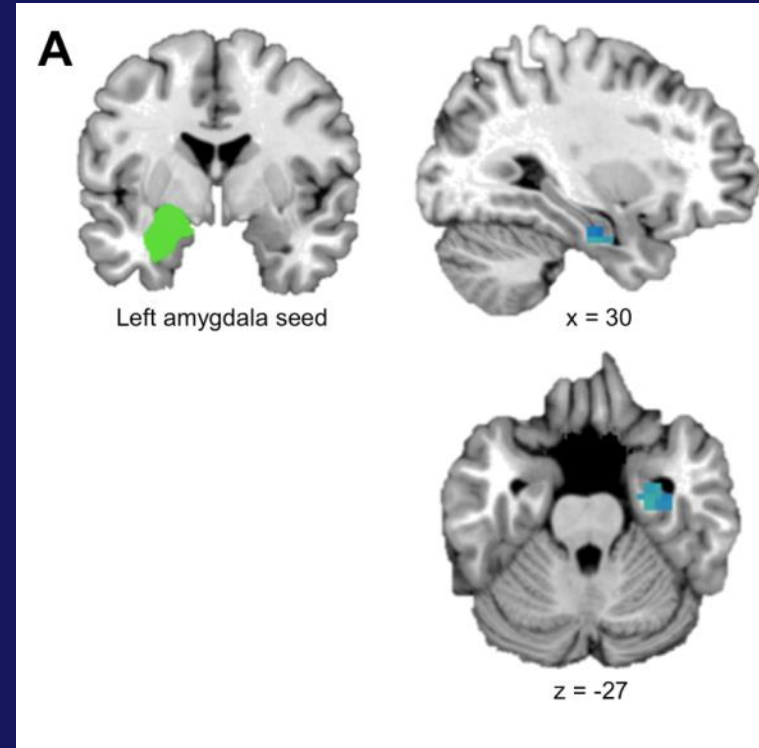 A
Left amygdala seed
x = 30
z = -27